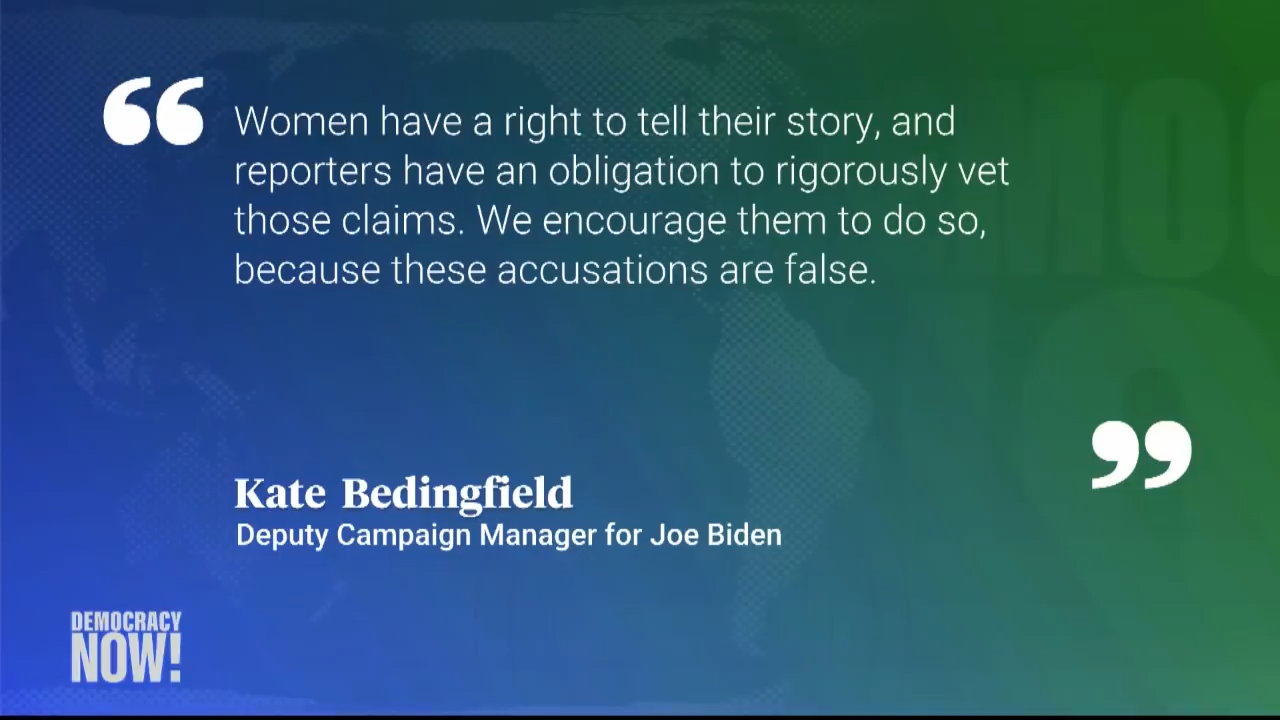 “
Women have a right to tell their story, and
reporters have an obligation to rigorously vet
those claims. We encourage them to do so,
because these accusations are false.
”
Kate Bedingfield
Deputy Campaign Manager for Joe Biden
DEMOCRACY
NOW!